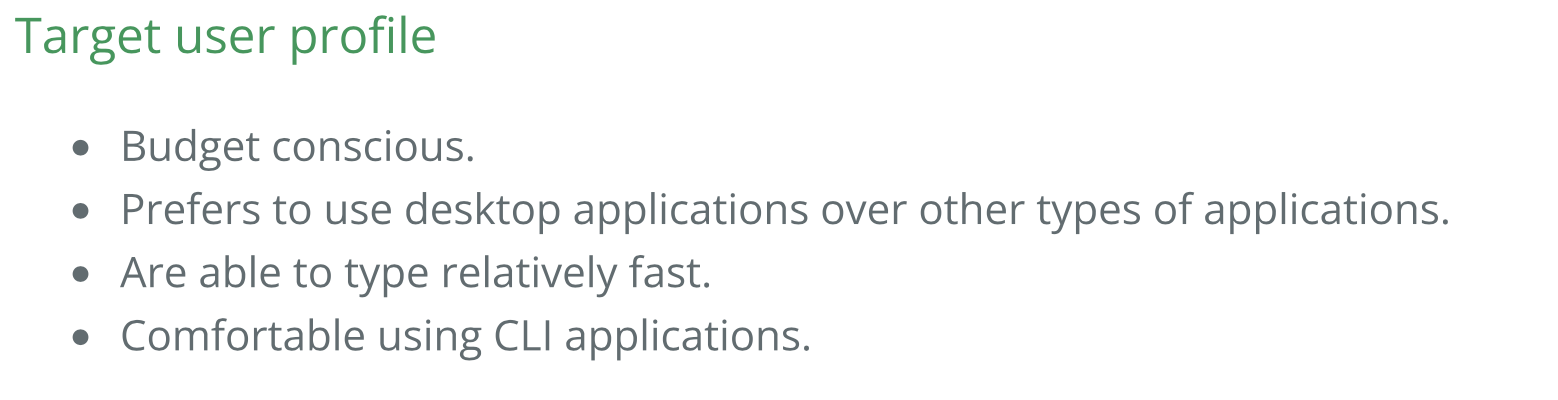 Target user profile
• Budget conscious.
• Prefers to use desktop applications over other types of applications.
• Are able to type relatively fast.
• Comfortable using CLI applications.